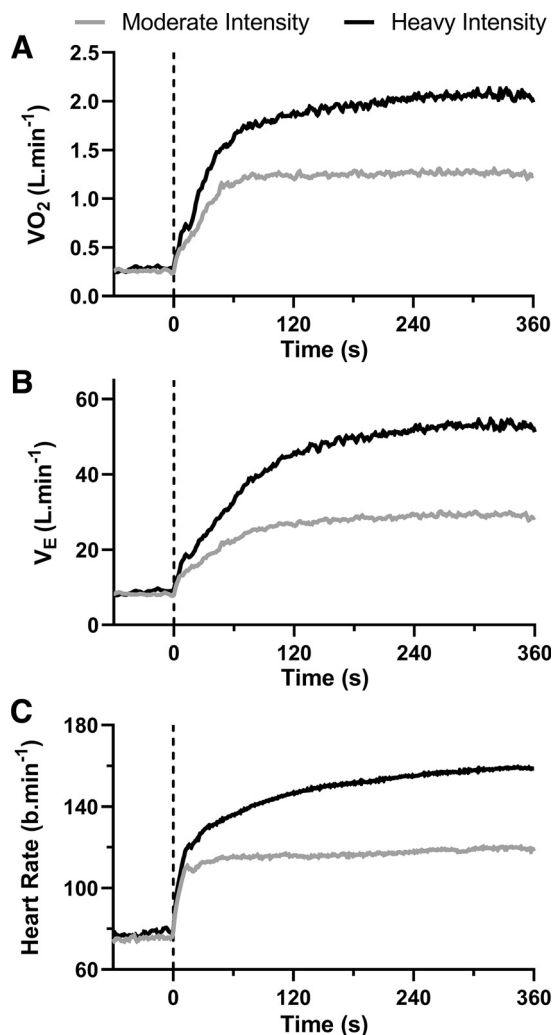 Moderate Intensity Heavy Intensity
A
2.5
2.0
1.5
1.0
0.5
0.0
VO₂ (L.min⁻¹)
0 120 240 360
Time (s)
B
60
40
20
0
V_E (L.min⁻¹)
0 120 240 360
Time (s)
C
180
140
100
60
Heart Rate (b.min⁻¹)
0 120 240 360
Time (s)